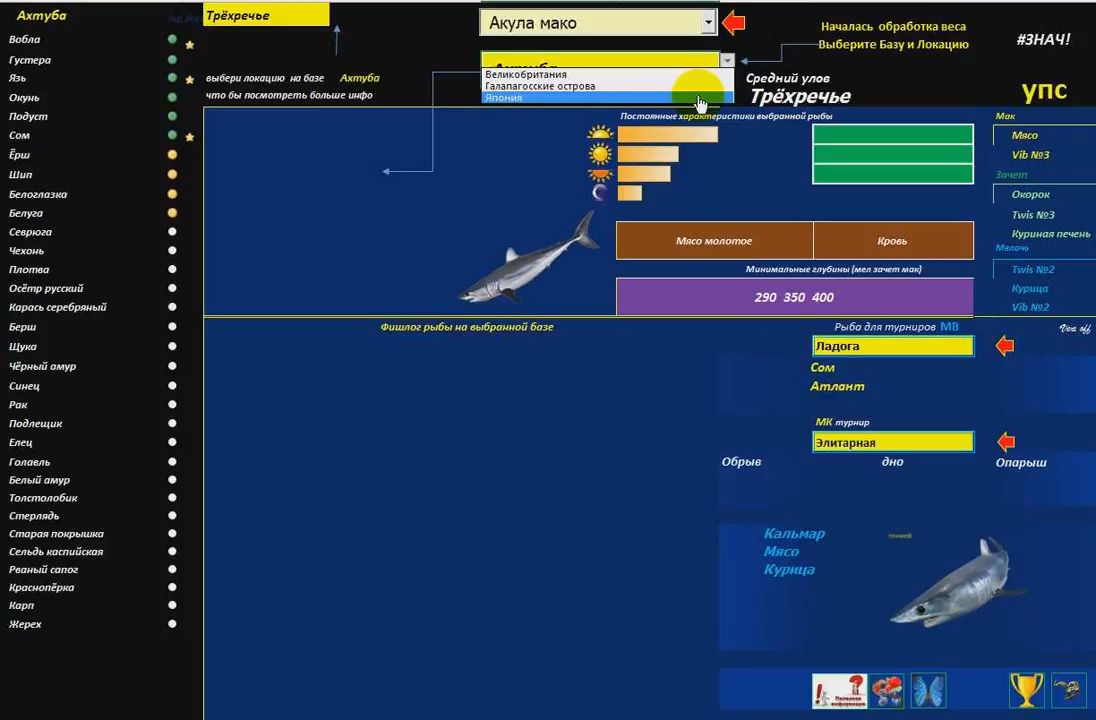 Ахтуба
Вобла
Густера
Язь
Окунь
Подуст
Сом
Ёрш
Шип
Белоглазка
Белуга
Севрюга
Чехонь
Плотва
Осётр русский
Карась серебряный
Берш
Щука
Чёрный амур
Синец
Рак
Подлещик
Елец
Голавль
Белый амур
Толстолобик
Стерлядь
Старая покрышка
Сельдь каспийская
Рваный сапог
Краснопёрка
Карп
Жерех
Трёхречье
выбери локацию на базе Ахтуба
что бы посмотреть больше инфо
Акула мако
Ахтуба
Великобритания
Галапагосские острова
Япония
Началась обработка веса
Выберите Базу и Локацию
#ЗНАЧ!
Средний улов
Трёхречье
упс
Постоянные характеристики выбранной рыбы
Мясо молотое
Кровь
Минимальные глубины (мел зачет мак)
290 350 400
Мак
Мясо
Vib №3
Зачет
Окорок
Twis №3
Куриная печень
Мелочь
Twis №2
Курица
Vib №2
Фишлог рыбы на выбранной базе
Рыба для турниров МВ
Ладога
Сом
Атлант
МК турнир
Элитарная
Обрыв
дно
Опарыш
Кальмар
Мясо
Курица
Полезная
информация